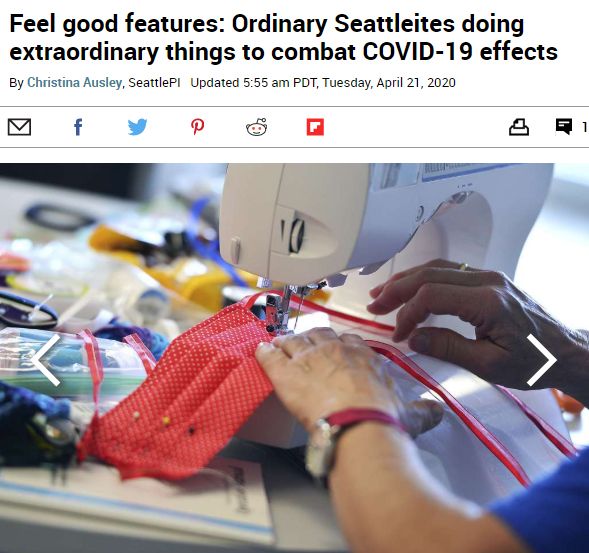 Feel good features: Ordinary Seattleites doing
extraordinary things to combat COVID-19 effects
By Christina Ausley, SeattlePI Updated 5:55 am PDT, Tuesday, April 21, 2020
1